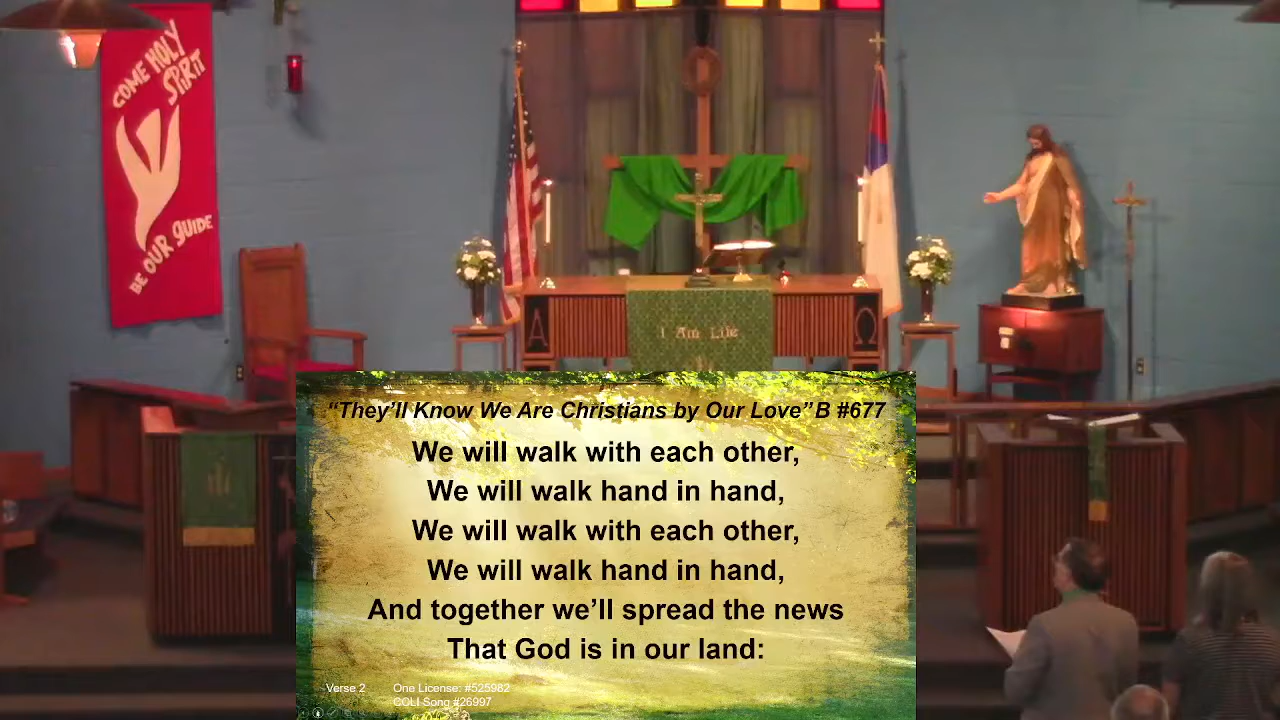 COME HOLY
SPIRIT
BE OUR GUIDE
Α
I Am Life
Ω
“They’ll Know We Are Christians by Our Love” B #677
We will walk with each other,
We will walk hand in hand,
We will walk with each other,
We will walk hand in hand,
And together we’ll spread the news
That God is in our land:
Verse 2
One License: #525982
CCLI Song #26997